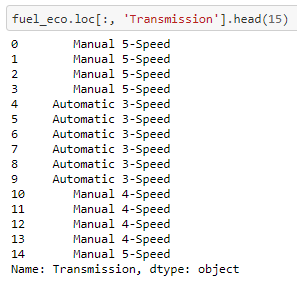 fuel_eco.loc[:, 'Transmission'].head(15)
0 Manual 5-Speed
1 Manual 5-Speed
2 Manual 5-Speed
3 Manual 5-Speed
4 Automatic 3-Speed
5 Automatic 3-Speed
6 Automatic 3-Speed
7 Automatic 3-Speed
8 Automatic 3-Speed
9 Automatic 3-Speed
10 Manual 4-Speed
11 Manual 4-Speed
12 Manual 4-Speed
13 Manual 4-Speed
14 Manual 5-Speed
Name: Transmission, dtype: object